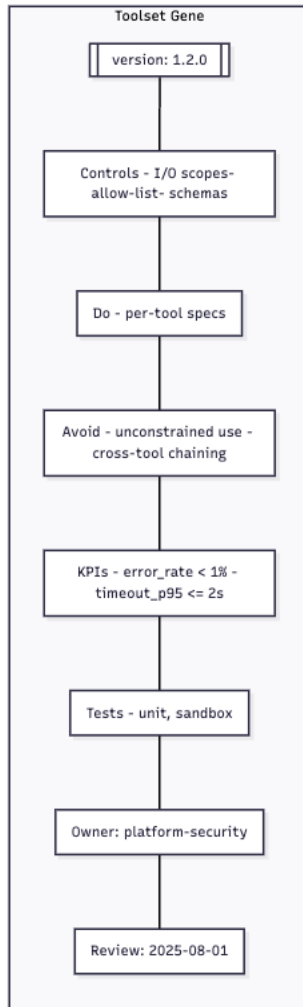 Toolset Gene
version: 1.2.0
Controls - I/O scopes-
allow-list- schemas
Do - per-tool specs
Avoid - unconstrained use -
cross-tool chaining
KPIs - error_rate < 1% -
timeout_p95 <= 2s
Tests - unit, sandbox
Owner: platform-security
Review: 2025-08-01